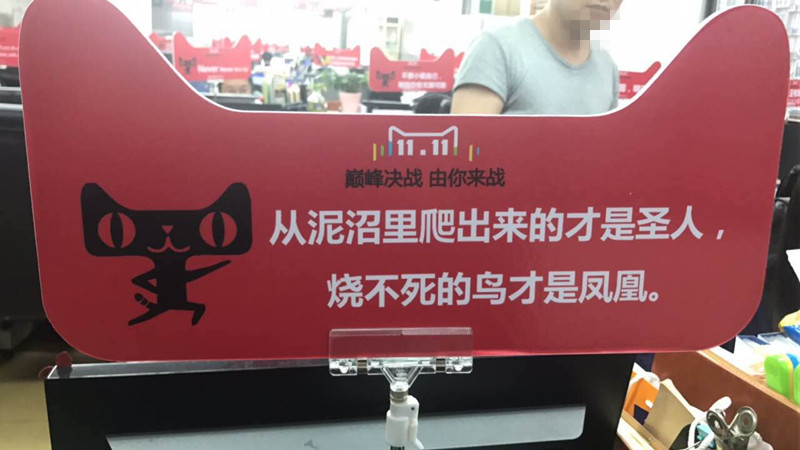 11.11
巅峰决战 由你来战
从泥沼里爬出来的才是圣人，
烧不死的鸟才是凤凰。